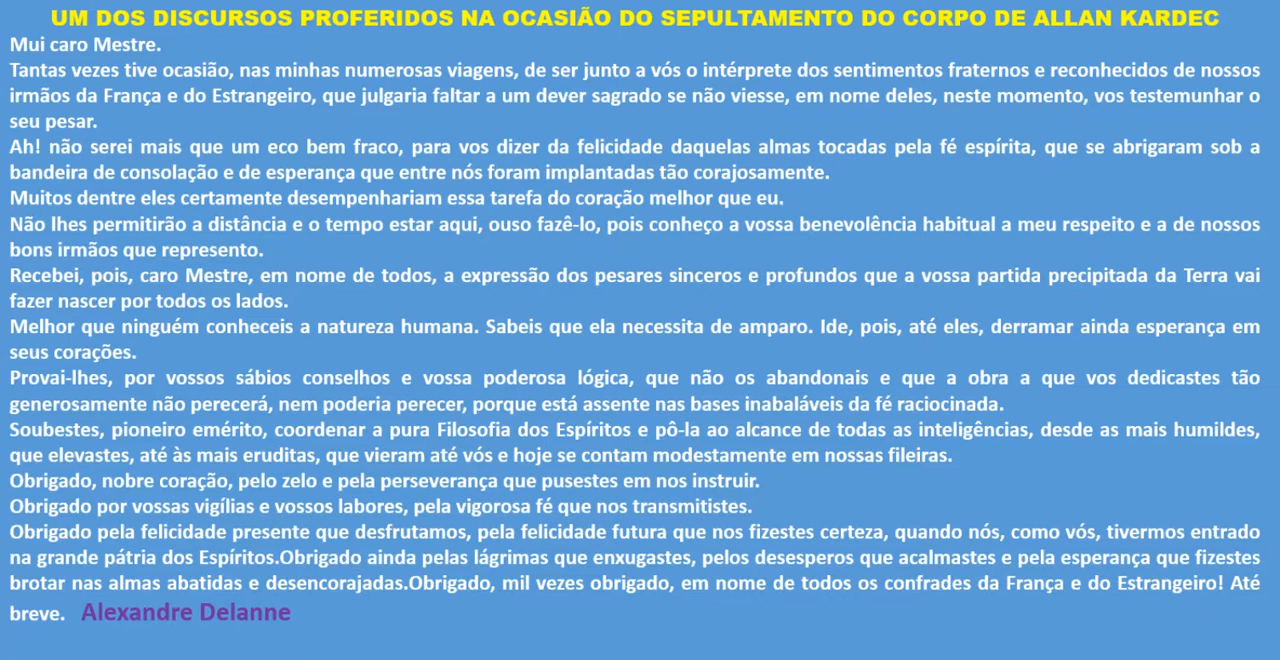 UM DOS DISCURSOS PROFERIDOS NA OCASIÃO DO SEPULTAMENTO DO CORPO DE ALLAN KARDEC
Mui caro Mestre.
Tantas vezes tive ocasião, nas minhas numerosas viagens, de ser junto a vós o intérprete dos sentimentos fraternos e reconhecidos de nossos
irmãos da França e do Estrangeiro, que julgaria faltar a um dever sagrado se não viesse, em nome deles, neste momento, vos testemunhar o
seu pesar.
Ah! não serei mais que um eco bem fraco, para vos dizer da felicidade daquelas almas tocadas pela fé espírita, que se abrigaram sob a
bandeira de consolação e de esperança que entre nós foram implantadas tão corajosamente.
Muitos dentre eles certamente desempenhariam essa tarefa do coração melhor que eu.
Não lhes permitirão a distância e o tempo estar aqui, ouso fazê-lo, pois conheço a vossa benevolência habitual a meu respeito e a de nossos
bons irmãos que represento.
Recebei, pois, caro Mestre, em nome de todos, a expressão dos pesares sinceros e profundos que a vossa partida precipitada da Terra vai
fazer nascer por todos os lados.
Melhor que ninguém conheceis a natureza humana. Sabeis que ela necessita de amparo. Ide, pois, até eles, derramar ainda esperança em
seus corações.
Provai-lhes, por vossos sábios conselhos e vossa poderosa lógica, que não os abandonais e que a obra a que vos dedicastes tão
generosamente não perecerá, nem poderia perecer, porque está assente nas bases inabaláveis da fé raciocinada.
Soubestes, pioneiro emérito, coordenar a pura Filosofia dos Espíritos e pô-la ao alcance de todas as inteligências, desde as mais humildes,
que elevastes, até às mais eruditas, que vieram até vós e hoje se contam modestamente em nossas fileiras.
Obrigado, nobre coração, pelo zelo e pela perseverança que pusestes em nos instruir.
Obrigado por vossas vigílias e vossos labores, pela vigorosa fé que nos transmitistes.
Obrigado pela felicidade presente que desfrutamos, pela felicidade futura que nos fizestes certeza, quando nós, como vós, tivermos entrado
na grande pátria dos Espíritos.Obrigado ainda pelas lágrimas que enxugastes, pelos desesperos que acalmastes e pela esperança que fizestes
brotar nas almas abatidas e desencorajadas.Obrigado, mil vezes obrigado, em nome de todos os confrades da França e do Estrangeiro! Até
breve. Alexandre Delanne